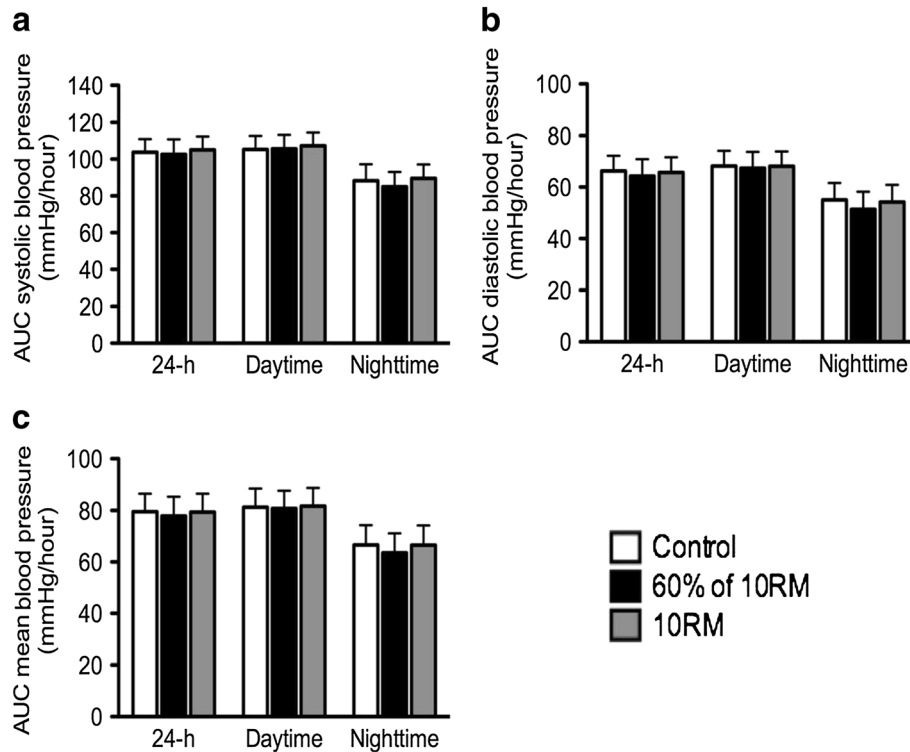 a
AUC systolic blood pressure
(mmHg/hour)
140
120
100
80
60
40
20
0
24-h Daytime Nighttime
b
AUC diastolic blood pressure
(mmHg/hour)
100
80
60
40
20
0
24-h Daytime Nighttime
c
AUC mean blood pressure
(mmHg/hour)
100
80
60
40
20
0
24-h Daytime Nighttime
Control
60% of 10RM
10RM